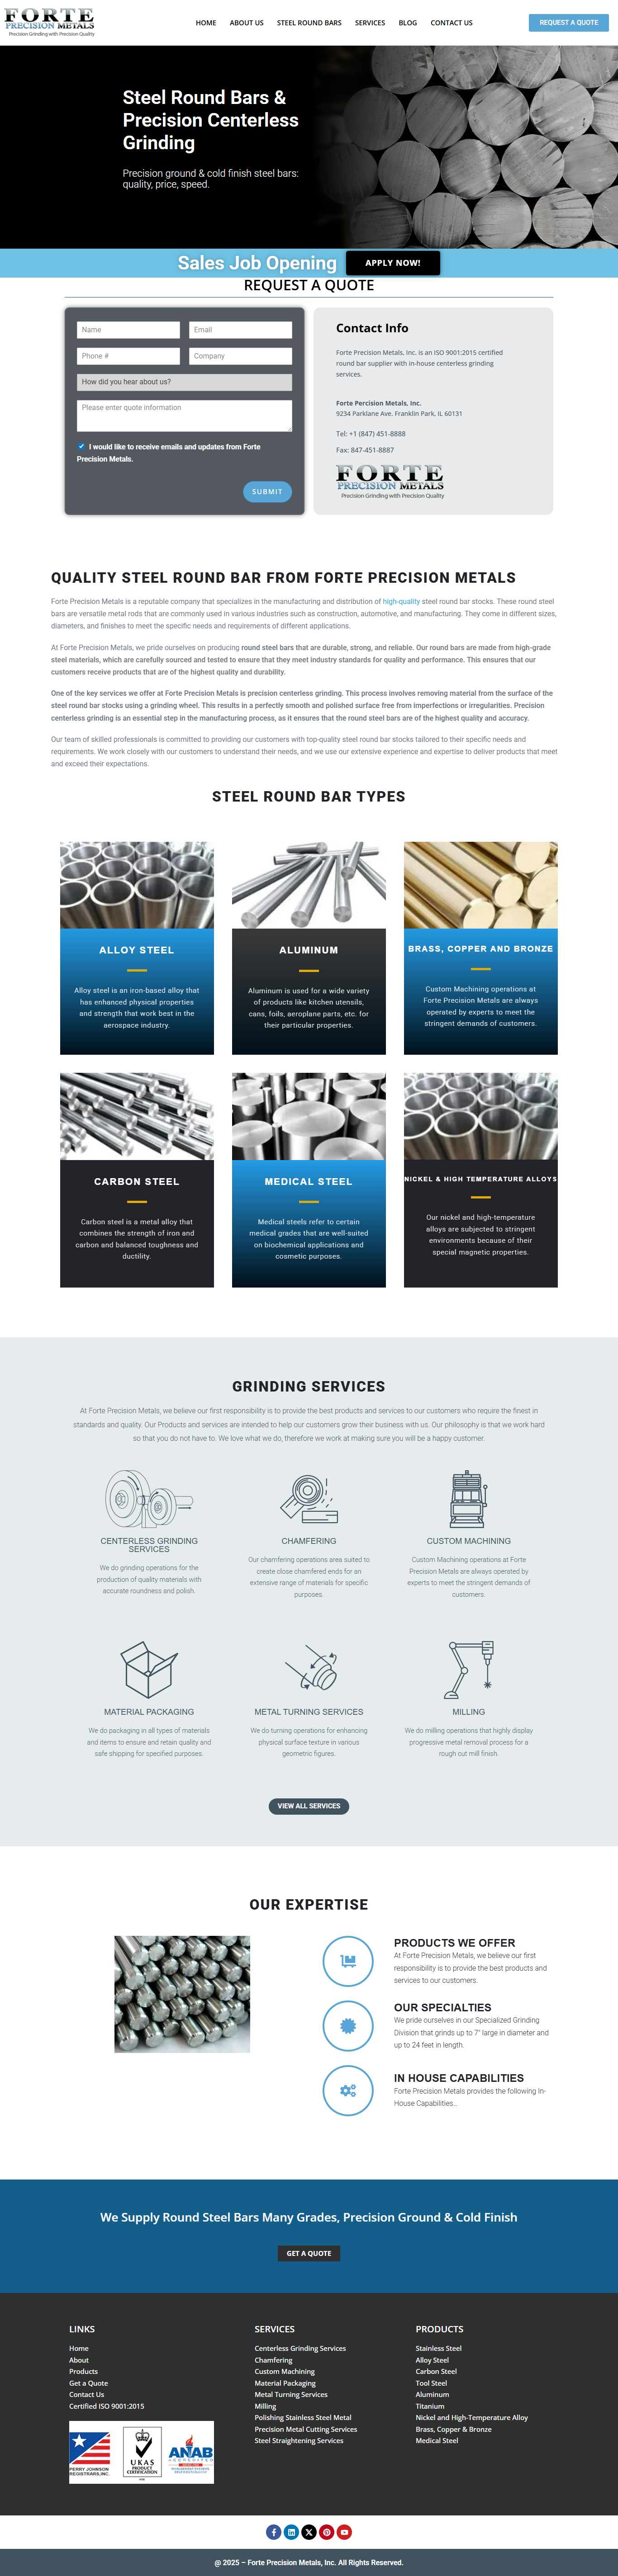 FORTE
PRECISION METALS
Precision Grinding with Precision Quality
HOME
ABOUT US
STEEL ROUND BARS
SERVICES
BLOG
CONTACT US
REQUEST A QUOTE
Steel Round Bars &
Precision Centerless
Grinding
Precision ground & cold finish steel bars:
quality, price, speed.
Sales Job Opening
APPLY NOW!
REQUEST A QUOTE
Name
Email
Phone #
Company
How did you hear about us?
Please enter quote information
I would like to receive emails and updates from Forte
Precision Metals.
SUBMIT
Contact Info
Forte Precision Metals, Inc. is an ISO 9001:2015 certified
round bar supplier with in-house centerless grinding
services.
Forte Percision Metals, Inc.
9234 Parklane Ave. Franklin Park, IL 60131
Tel: +1 (847) 451-8888
Fax: 847-451-8887
FORTE
PRECISION METALS
Precision Grinding with Precision Quality
QUALITY STEEL ROUND BAR FROM FORTE PRECISION METALS
Forte Precision Metals is a reputable company that specializes in the manufacturing and distribution of high-quality steel round bar stocks. These round steel
bars are versatile metal rods that are commonly used in various industries such as construction, automotive, and manufacturing. They come in different sizes,
diameters, and finishes to meet the specific needs and requirements of different applications.
At Forte Precision Metals, we pride ourselves on producing round steel bars that are durable, strong, and reliable. Our round bars are made from high-grade
steel materials, which are carefully sourced and tested to ensure that they meet industry standards for quality and performance. This ensures that our
customers receive products that are of the highest quality and durability.
One of the key services we offer at Forte Precision Metals is precision centerless grinding. This process involves removing material from the surface of the
steel round bar stocks using a grinding wheel. This results in a perfectly smooth and polished surface free from imperfections or irregularities. Precision
centerless grinding is an essential step in the manufacturing process, as it ensures that the round steel bars are of the highest quality and accuracy.
Our team of skilled professionals is committed to providing our customers with top-quality steel round bar stocks tailored to their specific needs and
requirements. We work closely with our customers to understand their needs, and we use our extensive experience and expertise to deliver products that meet
and exceed their expectations.
STEEL ROUND BAR TYPES
ALLOY STEEL
Alloy steel is an iron-based alloy that
has enhanced physical properties
and strength that work best in the
aerospace industry.
ALUMINUM
Aluminum is used for a wide variety
of products like kitchen utensils,
cans, foils, aeroplane parts, etc. for
their particular properties.
BRASS, COPPER AND BRONZE
Custom Machining operations at
Forte Precision Metals are always
operated by experts to meet the
stringent demands of customers.
CARBON STEEL
Carbon steel is a metal alloy that
combines the strength of iron and
carbon and balanced toughness and
ductility.
MEDICAL STEEL
Medical steels refer to certain
medical grades that are well-suited
on biochemical applications and
cosmetic purposes.
NICKEL & HIGH TEMPERATURE ALLOYS
Our nickel and high-temperature
alloys are subjected to stringent
environments because of their
special magnetic properties.
GRINDING SERVICES
At Forte Precision Metals, we believe our first responsibility is to provide the best products and services to our customers who require the finest in
standards and quality. Our Products and services are intended to help our customers grow their business with us. Our philosophy is that we work hard
so that you do not have to. We love what we do, therefore we work at making sure you will be a happy customer.
CENTERLESS GRINDING
SERVICES
We do grinding operations for the
production of quality materials with
accurate roundness and polish.
CHAMFERING
Our chamfering operations area suited to
create close chamfered ends for an
extensive range of materials for specific
purposes.
CUSTOM MACHINING
Custom Machining operations at Forte
Precision Metals are always operated by
experts to meet the stringent demands of
customers.
MATERIAL PACKAGING
We do packaging in all types of materials
and items to ensure and retain quality and
safe shipping for specified purposes.
METAL TURNING SERVICES
We do turning operations for enhancing
physical surface texture in various
geometric figures.
MILLING
We do milling operations that highly display
progressive metal removal process for a
rough cut mill finish.
VIEW ALL SERVICES
OUR EXPERTISE
PRODUCTS WE OFFER
At Forte Precision Metals, we believe our first
responsibility is to provide the best products and
services to our customers.
OUR SPECIALTIES
We pride ourselves in our Specialized Grinding
Division that grinds up to 7" large in diameter and
up to 24 feet in length.
IN HOUSE CAPABILITIES
Forte Precision Metals provides the following In-
House Capabilities...
We Supply Round Steel Bars Many Grades, Precision Ground & Cold Finish
GET A QUOTE
LINKS
Home
About
Products
Get a Quote
Contact Us
Certified ISO 9001:2015
PERRY JOHNSON
REGISTRARS, INC.
UKAS
PRODUCT
CERTIFICATION
ANAB
ACCREDITED
SERVICES
Centerless Grinding Services
Chamfering
Custom Machining
Material Packaging
Metal Turning Services
Milling
Polishing Stainless Steel Metal
Precision Metal Cutting Services
Steel Straightening Services
PRODUCTS
Stainless Steel
Alloy Steel
Carbon Steel
Tool Steel
Aluminum
Titanium
Nickel and High-Temperature Alloy
Brass, Copper & Bronze
Medical Steel
@ 2025 – Forte Precision Metals, Inc. All Rights Reserved.